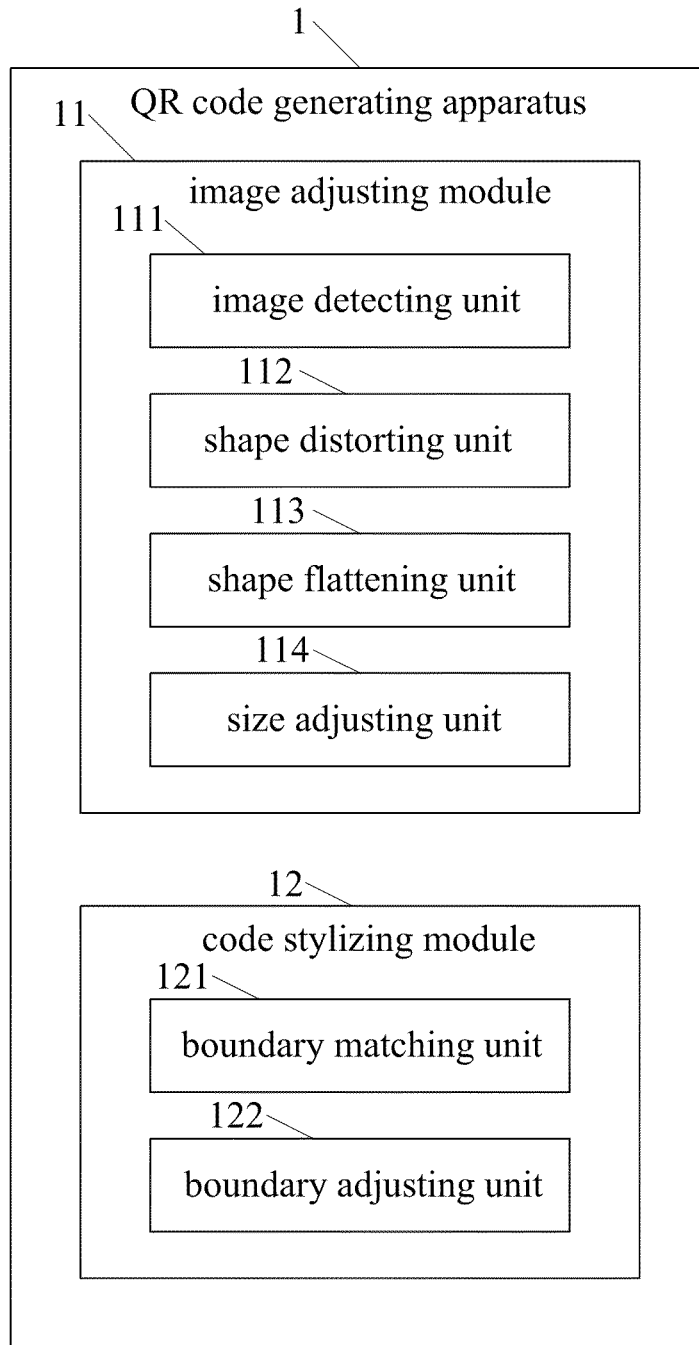 1
QR code generating apparatus
11
image adjusting module
111
image detecting unit
112
shape distorting unit
113
shape flattening unit
114
size adjusting unit
12
code stylizing module
121
boundary matching unit
122
boundary adjusting unit